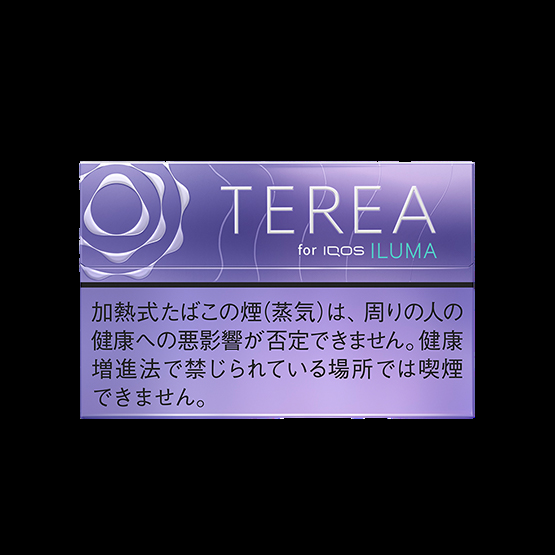 TEREA
for IQOS ILUMA
加熱式たばこの煙(蒸気)は、周りの人の
健康への悪影響が否定できません。健康
増進法で禁じられている場所では喫煙
できません。